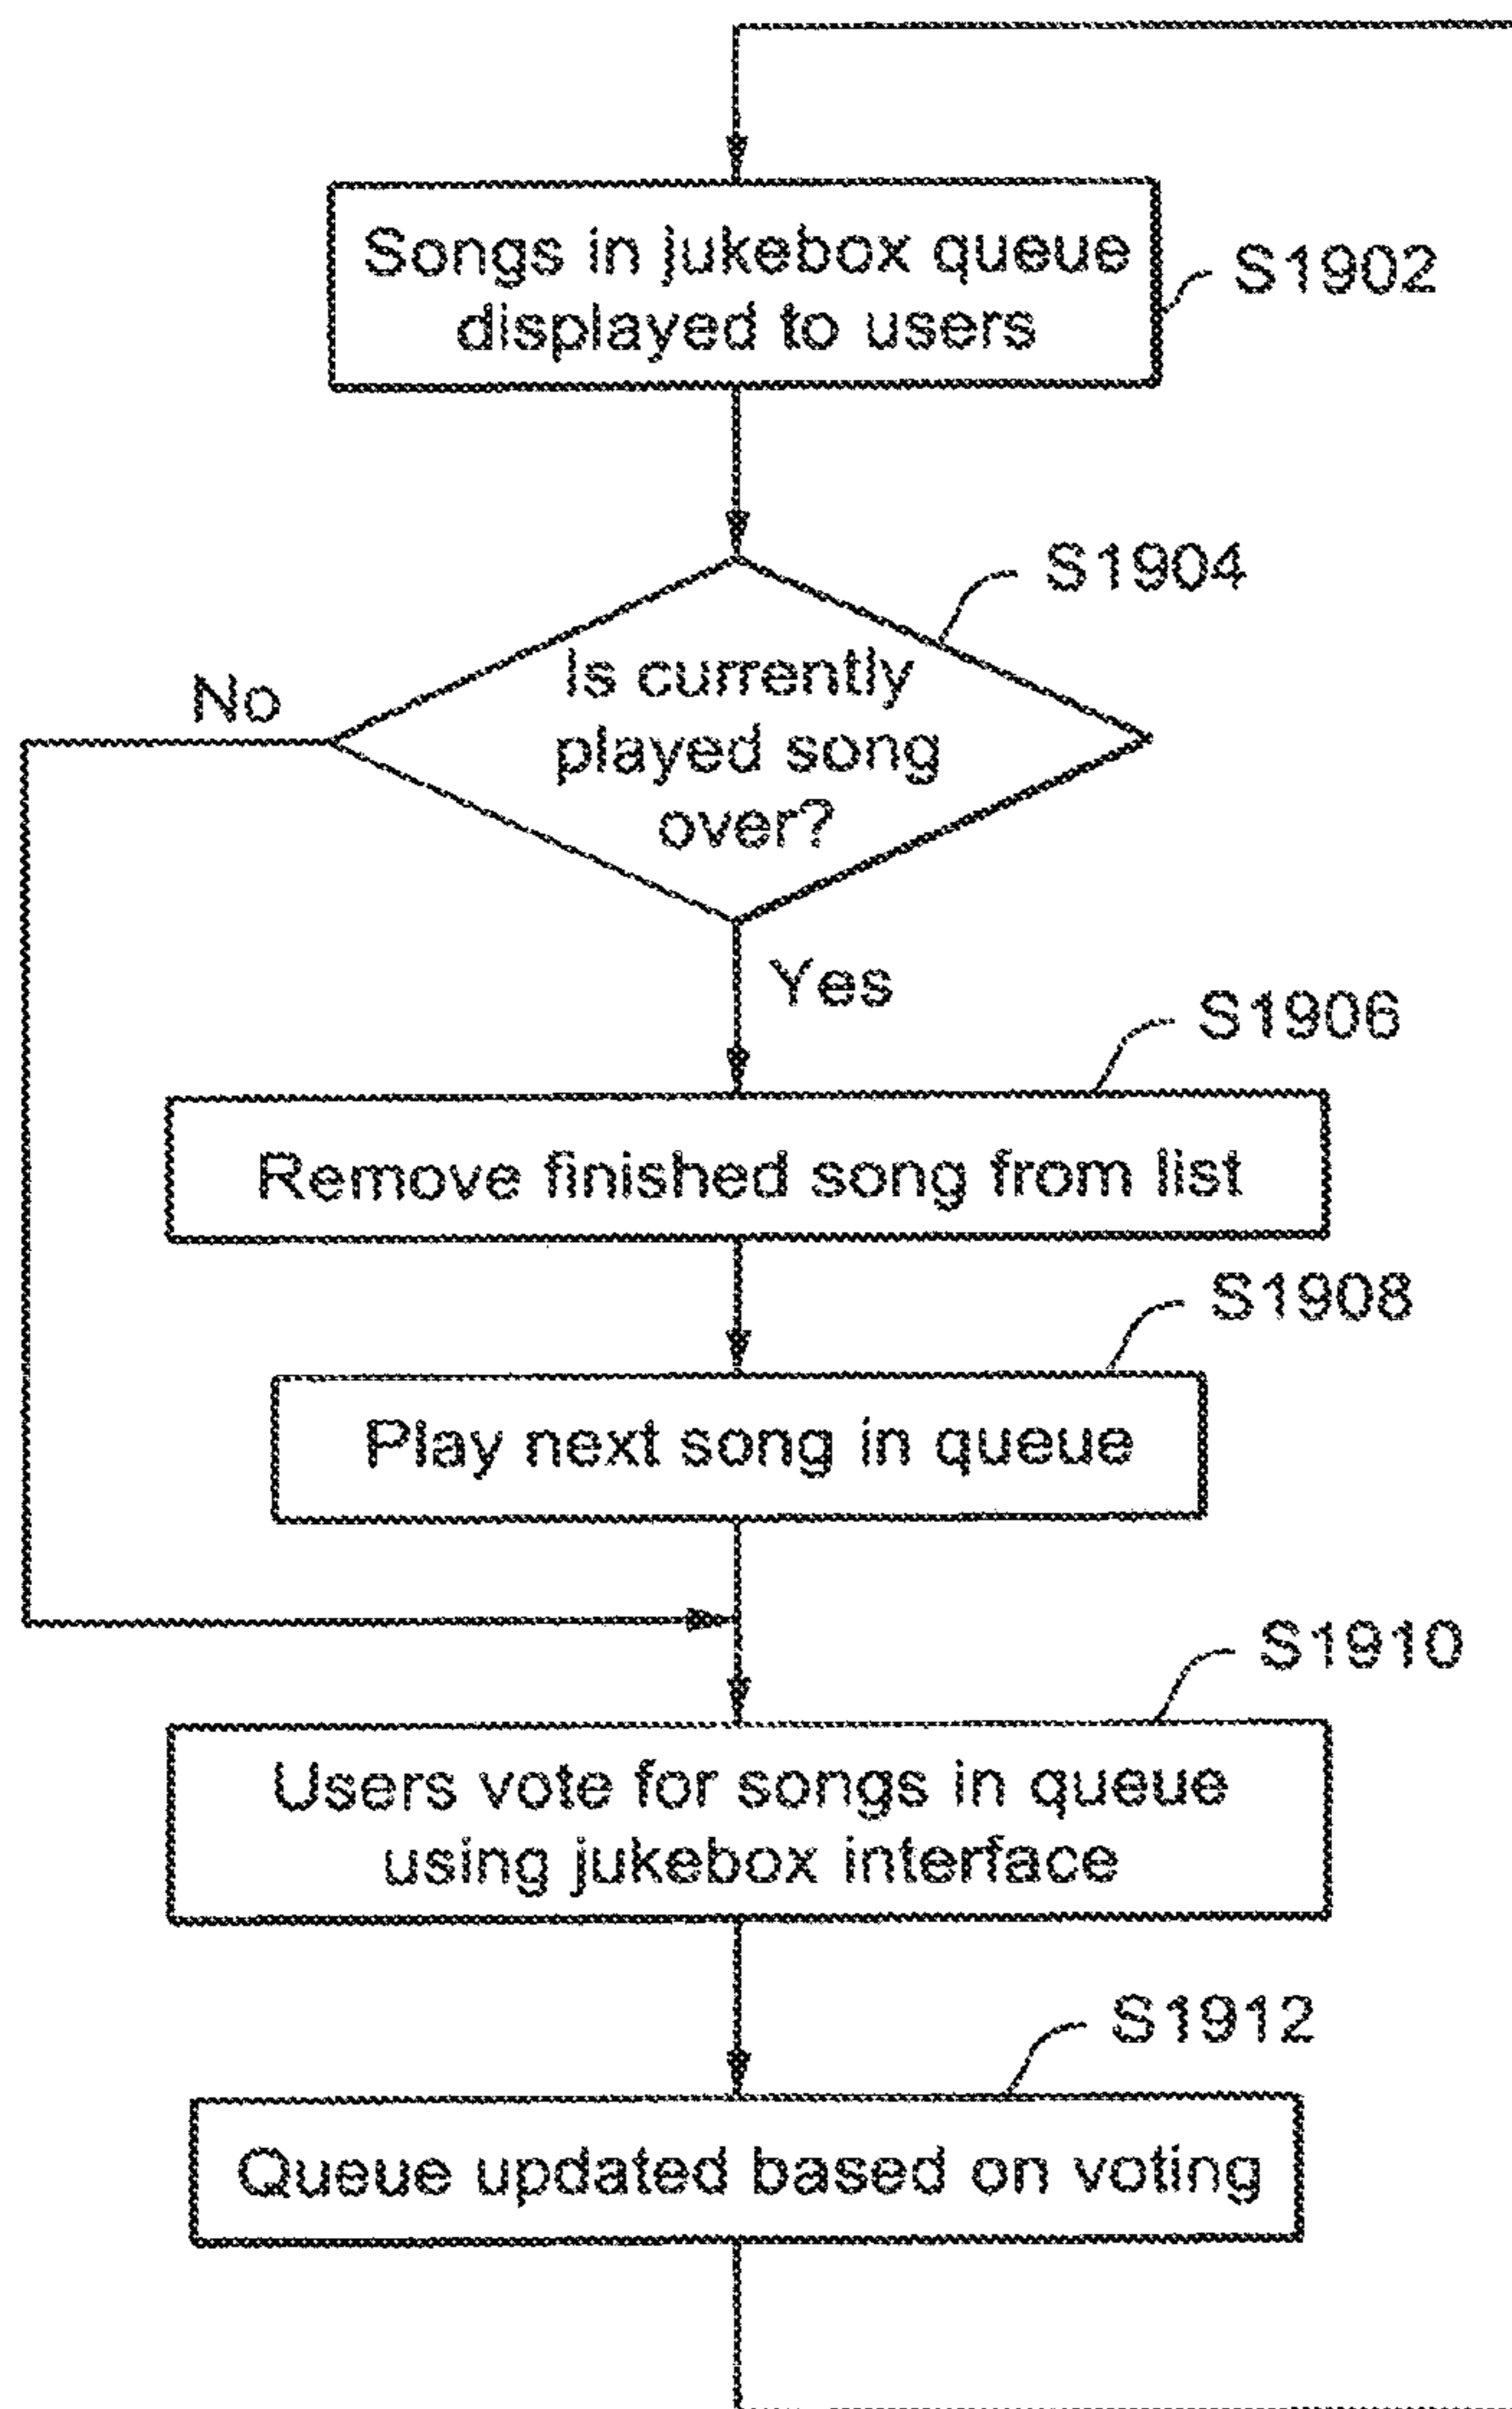 Songs in jukebox queue
displayed to users
S1902
S1904
Is currently
played song
over?
No
Yes
S1906
Remove finished song from list
S1908
Play next song in queue
S1910
Users vote for songs in queue
using jukebox interface
S1912
Queue updated based on voting